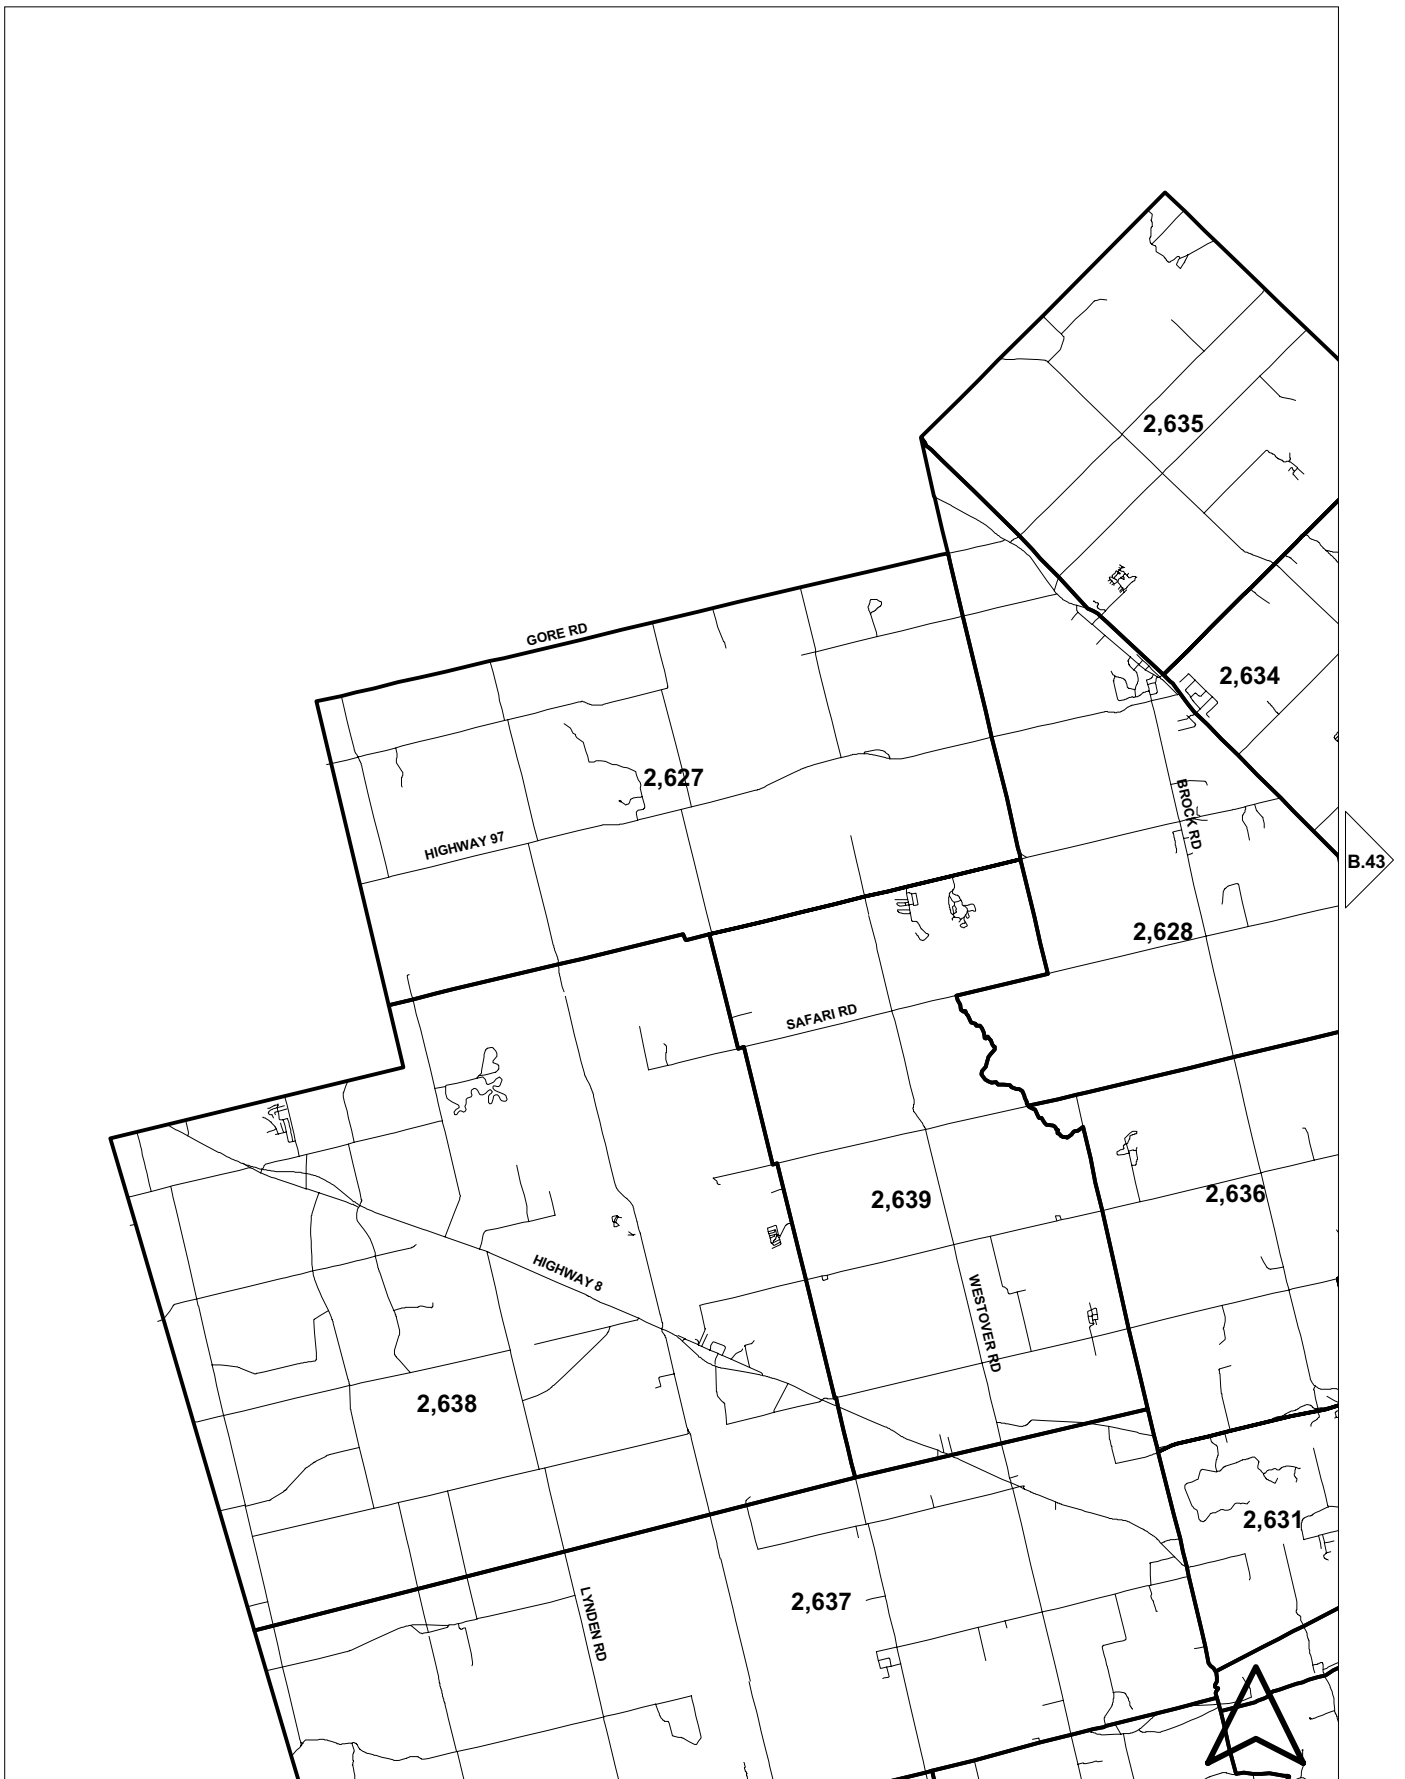 2,635
GORE RD
2,634
2,627
BROCK RD
HIGHWAY 97
B.43
2,628
SAFARI RD
2,639
2,636
HIGHWAY 8
WESTOVER RD
2,638
2,631
2,637
LYNDEN RD